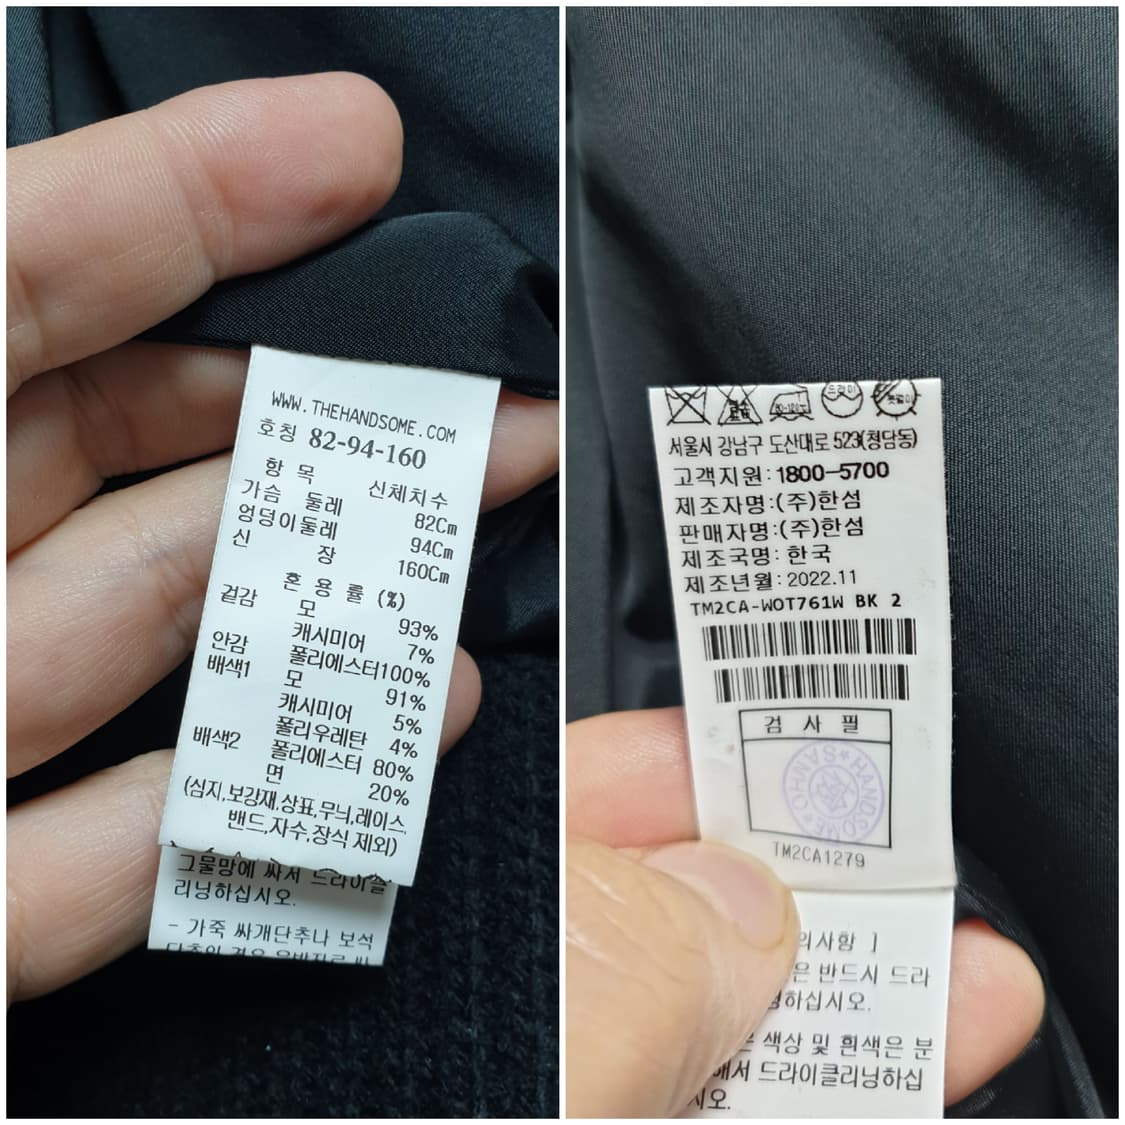 WWW.THEHANDSOME.COM
호칭 82-94-160
항 목 신체치수
가슴 둘레 82Cm
엉덩이둘레 94Cm
신 장 160Cm
혼 용 률 (%)
겉감 모 93%
캐시미어 7%
안감 폴리에스터100%
배색1 모 91%
캐시미어 5%
폴리우레탄 4%
배색2 폴리에스터 80%
면 20%
(심지,보강재,상표,무늬,레이스,
밴드,자수,장식 제외)
그물망에 싸서 드라이클
리닝하십시오.
- 가죽 싸개단추나 보석
서울시 강남구 도산대로 523(청담동)
고객지원:1800-5700
제조자명:(주)한섬
판매자명:(주)한섬
제조국명: 한국
제조년월: 2022.11
TM2CA-WOT761W BK 2
검 사 필
HANDSOME
TM2CA1279
의사항 ]
은 반드시 드라
하십시오.
색상 및 흰색은 분
해서 드라이클리닝하십
시오.